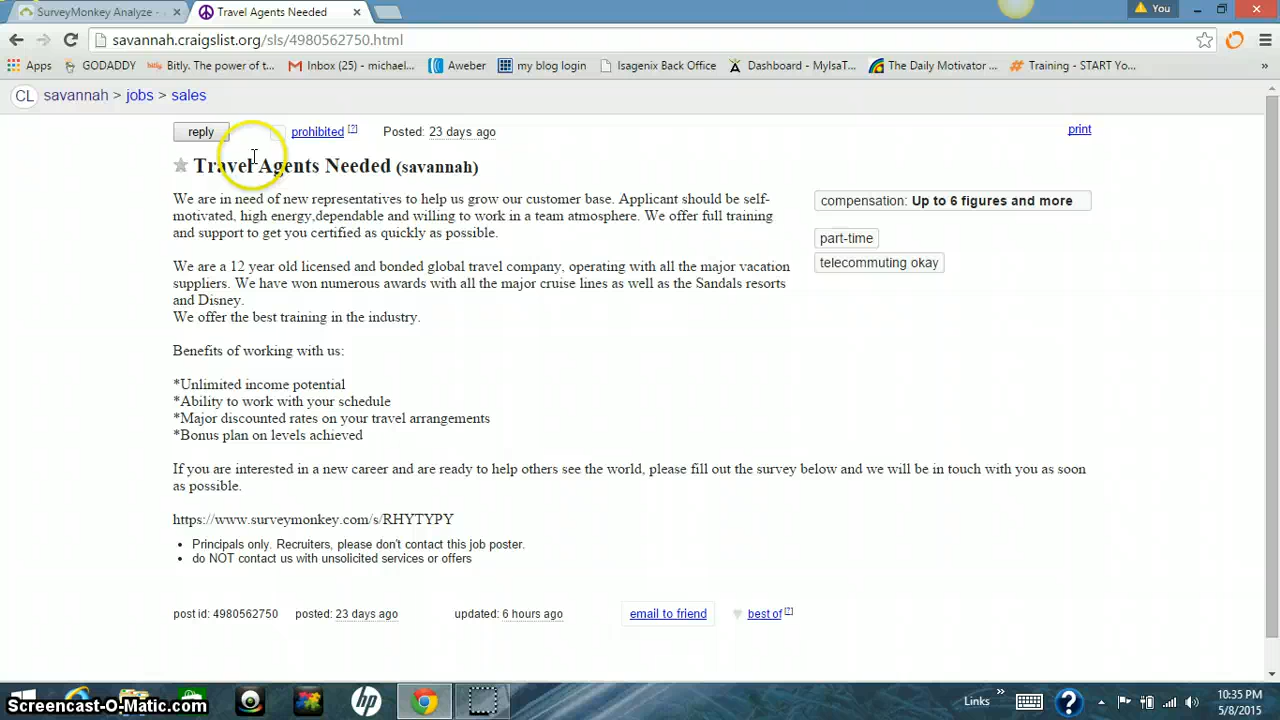 SurveyMonkey Analyze -
Travel Agents Needed
You
savannah.craigslist.org/sls/4980562750.html
Apps
GODADDY
Bitly. The power of t...
Inbox (25) - michael...
Aweber
my blog login
Isagenix Back Office
Dashboard - MyIsaT...
The Daily Motivator ...
Training - START Yo...
»
CL savannah > jobs > sales
reply
prohibited [?]
Posted: 23 days ago
print
Travel Agents Needed (savannah)
We are in need of new representatives to help us grow our customer base. Applicant should be self-
motivated, high energy,dependable and willing to work in a team atmosphere. We offer full training
and support to get you certified as quickly as possible.
compensation: Up to 6 figures and more
part-time
telecommuting okay
We are a 12 year old licensed and bonded global travel company, operating with all the major vacation
suppliers. We have won numerous awards with all the major cruise lines as well as the Sandals resorts
and Disney.
We offer the best training in the industry.
Benefits of working with us:
*Unlimited income potential
*Ability to work with your schedule
*Major discounted rates on your travel arrangements
*Bonus plan on levels achieved
If you are interested in a new career and are ready to help others see the world, please fill out the survey below and we will be in touch with you as soon
as possible.
https://www.surveymonkey.com/s/RHYTYPY
• Principals only. Recruiters, please don't contact this job poster.
• do NOT contact us with unsolicited services or offers
post id: 4980562750
posted: 23 days ago
updated: 6 hours ago
email to friend
best of [?]
Screencast-O-Matic.com
hp
Links
»
10:35 PM
5/8/2015